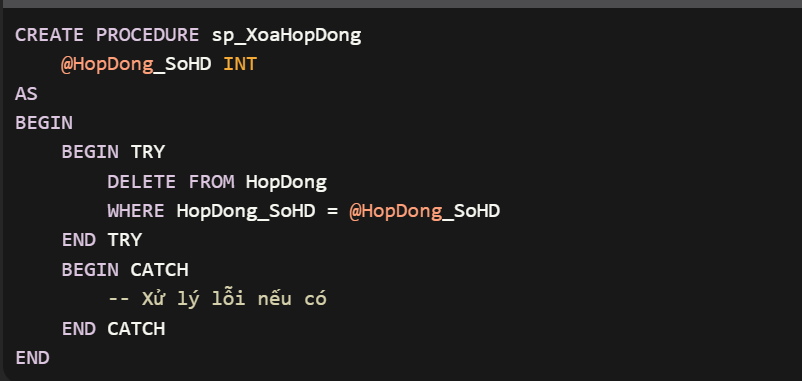 CREATE PROCEDURE sp_XoaHopDong
    @HopDong_SoHD INT
AS
BEGIN
    BEGIN TRY
        DELETE FROM HopDong
        WHERE HopDong_SoHD = @HopDong_SoHD
    END TRY
    BEGIN CATCH
        -- Xử lý lỗi nếu có
    END CATCH
END